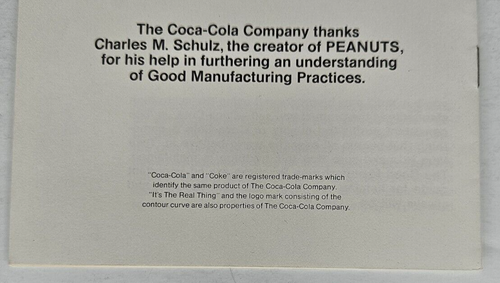 The Coca-Cola Company thanks
Charles M. Schulz, the creator of PEANUTS,
for his help in furthering an understanding
of Good Manufacturing Practices.
"Coca-Cola" and "Coke" are registered trade-marks which
identify the same product of The Coca-Cola Company.
"It's The Real Thing" and the logo mark consisting of the
contour curve are also properties of The Coca-Cola Company.